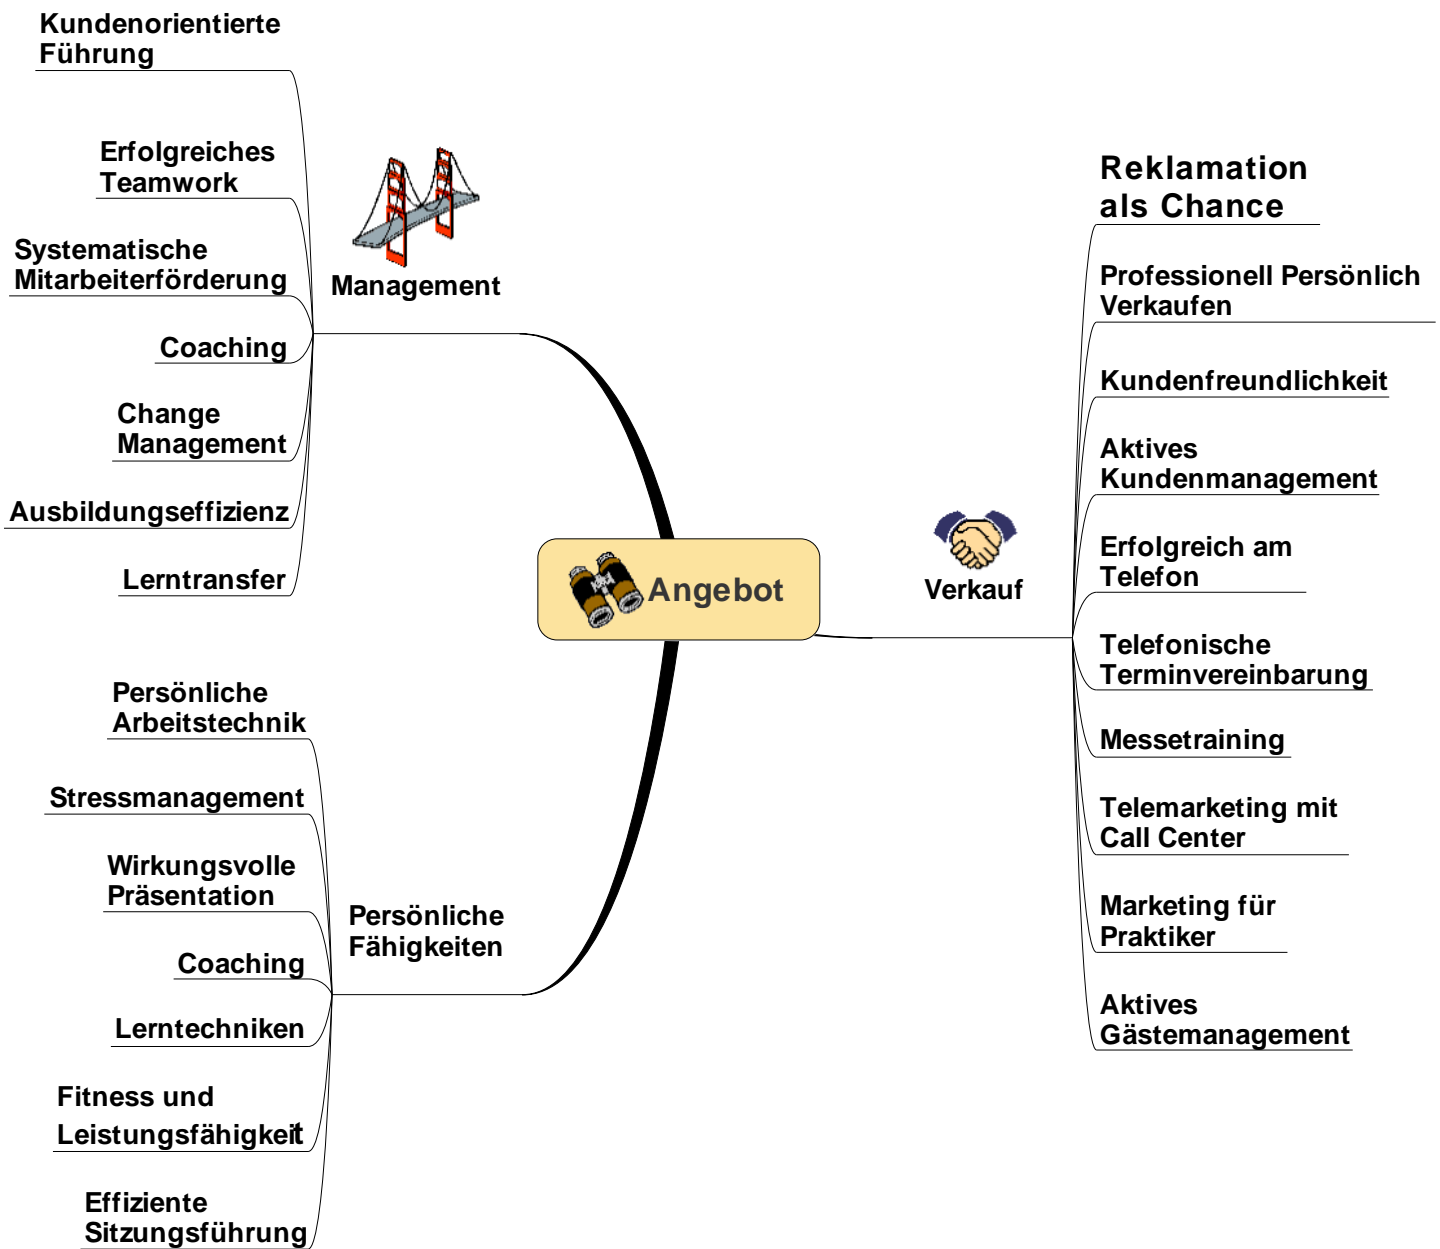 Kundenorientierte
Führung
Erfolgreiches
Teamwork
Systematische
Mitarbeiterförderung
Coaching
Change
Management
Ausbildungseffizienz
Lerntransfer
Management
Angebot
Verkauf
Reklamation
als Chance
Professionell Persönlich
Verkaufen
Kundenfreundlichkeit
Aktives
Kundenmanagement
Erfolgreich am
Telefon
Telefonische
Terminvereinbarung
Messetraining
Telemarketing mit
Call Center
Marketing für
Praktiker
Aktives
Gästemanagement
Persönliche
Fähigkeiten
Persönliche
Arbeitstechnik
Stressmanagement
Wirkungsvolle
Präsentation
Coaching
Lerntechniken
Fitness und
Leistungsfähigkeit
Effiziente
Sitzungsführung